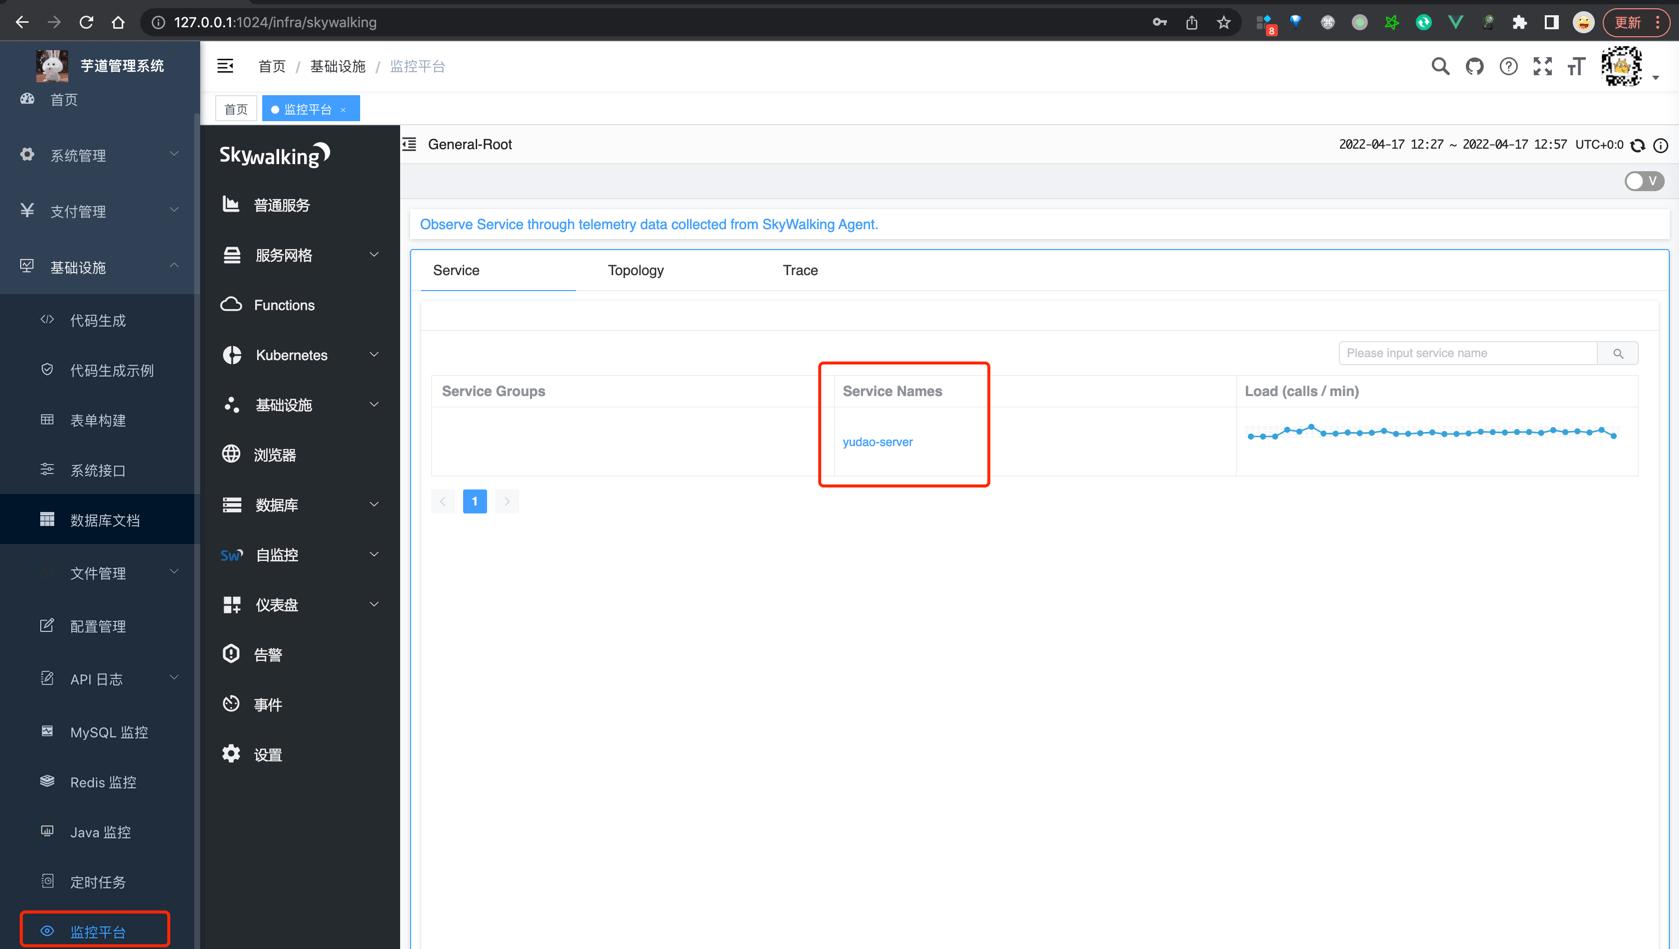 127.0.0.1:1024/infra/skywalking
8
更新
芋道管理系统
首页
系统管理
支付管理
基础设施
代码生成
代码生成示例
表单构建
系统接口
数据库文档
文件管理
配置管理
API 日志
MySQL 监控
Redis 监控
Java 监控
定时任务
监控平台
首页 / 基础设施 / 监控平台
首页
监控平台 ×
Skywalking
普通服务
服务网格
Functions
Kubernetes
基础设施
浏览器
数据库
Sw 自监控
仪表盘
告警
事件
设置
General-Root
2022-04-17 12:27 ~ 2022-04-17 12:57 UTC+0:0
V
Observe Service through telemetry data collected from SkyWalking Agent.
Service Topology Trace
Please input service name
Service Groups Service Names Load (calls / min)
yudao-server
1